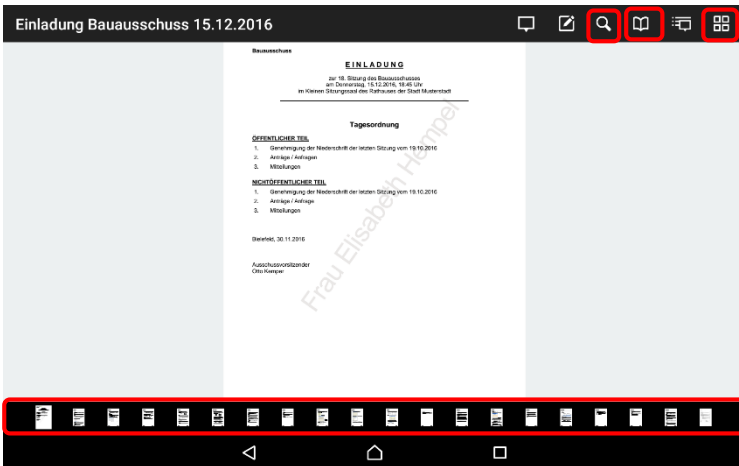 Einladung Bauausschuss 15.12.2016
Bauausschuss
EINLADUNG
zur 18. Sitzung des Bauausschusses
am Donnerstag, 15.12.2016, 18.45 Uhr
im Kleinen Sitzungssaal des Rathauses der Stadt Musterstadt
Tagesordnung
ÖFFENTLICHER TEIL
1. Genehmigung der Niederschrift der letzten Sitzung vom 19.10.2016
2. Anträge / Anfragen
3. Mitteilungen
NICHTÖFFENTLICHER TEIL
1. Genehmigung der Niederschrift der letzten Sitzung vom 19.10.2016
2. Anträge / Anfrage
3. Mitteilungen
Bielefeld, 30.11.2016
Ausschussvorsitzender
Otto Kemper
Frau Elisabeth Hempel